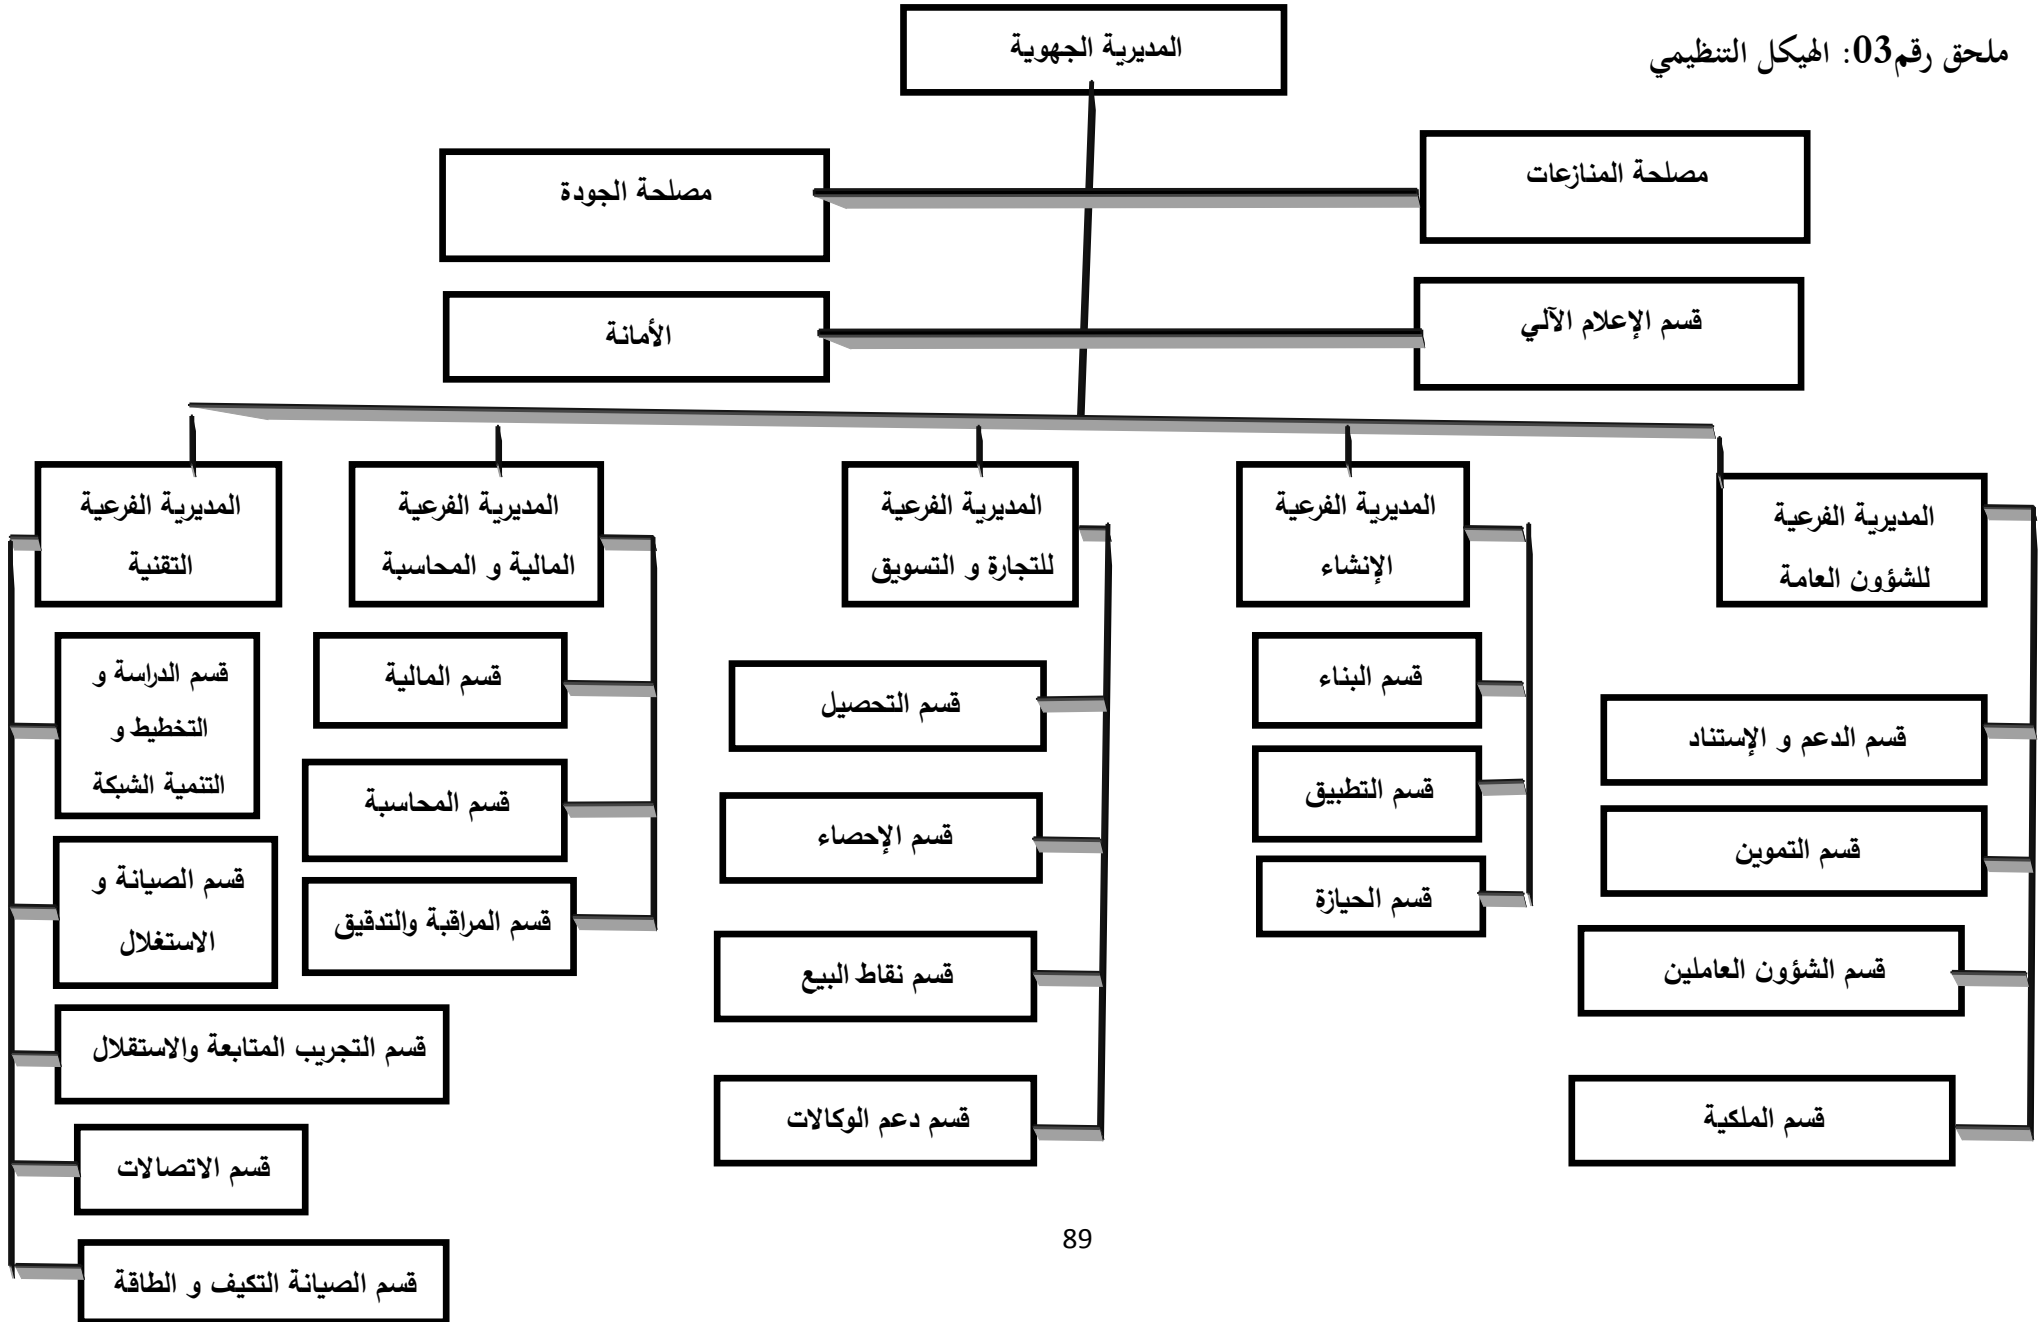 ملحق رقم03: الهيكل التنظيمي
المديرية الجهوية
مصلحة المنازعات
مصلحة الجودة
قسم الإعلام الآلي
الأمانة
المديرية الفرعية
للشؤون العامة
قسم الدعم و الإستناد
قسم التموين
قسم الشؤون العاملين
قسم الملكية
المديرية الفرعية
الإنشاء
قسم البناء
قسم التطبيق
قسم الحيازة
المديرية الفرعية
للتجارة و التسويق
قسم التحصيل
قسم الإحصاء
قسم نقاط البيع
قسم دعم الوكالات
المديرية الفرعية
المالية و المحاسبة
قسم المالية
قسم المحاسبة
قسم المراقبة والتدقيق
المديرية الفرعية
التقنية
قسم الدراسة و
التخطيط و
التنمية الشبكة
قسم الصيانة و
الاستغلال
قسم التجريب المتابعة والاستقلال
قسم الاتصالات
قسم الصيانة التكيف و الطاقة
89